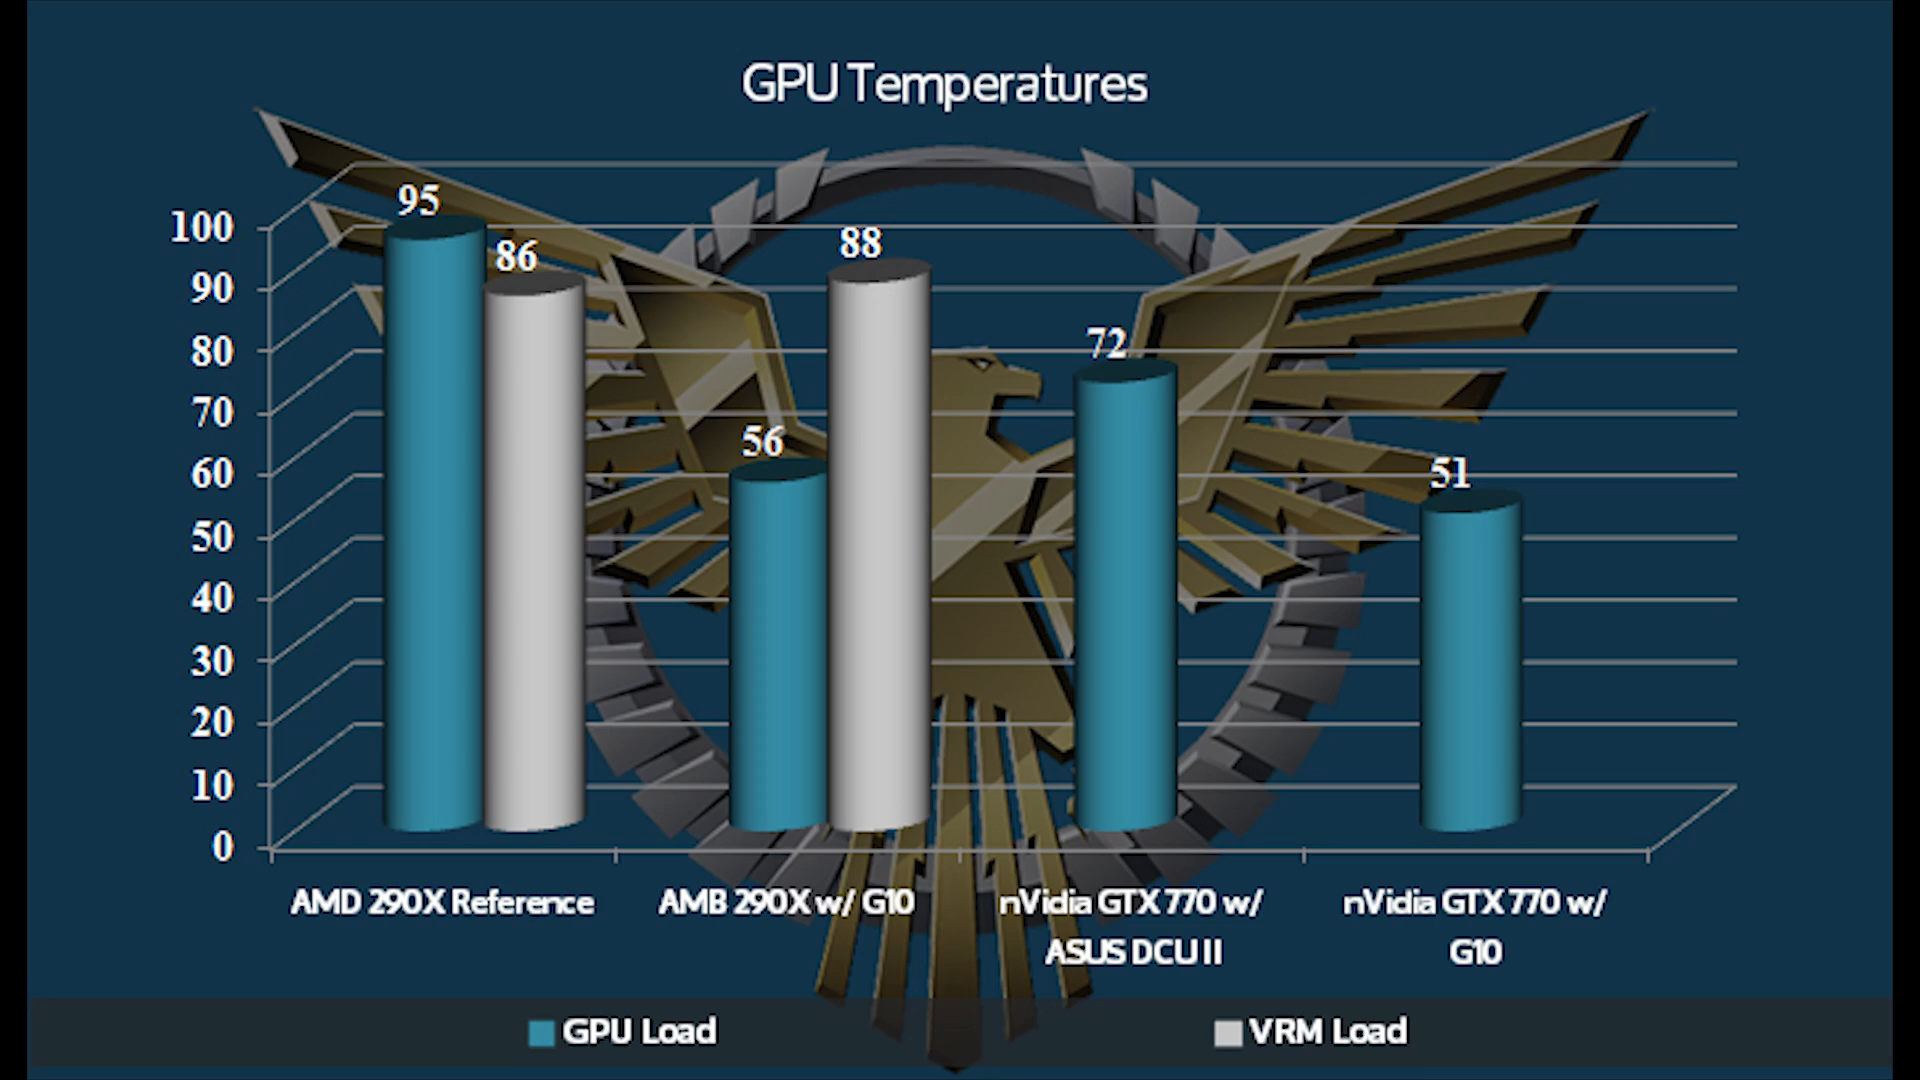 GPU Temperatures
100
90
80
70
60
50
40
30
20
10
0
95
86
56
88
72
51
AMD 290X Reference
AMB 290X w/ G10
nVidia GTX 770 w/
ASUS DCU II
nVidia GTX 770 w/
G10
GPU Load
VRM Load